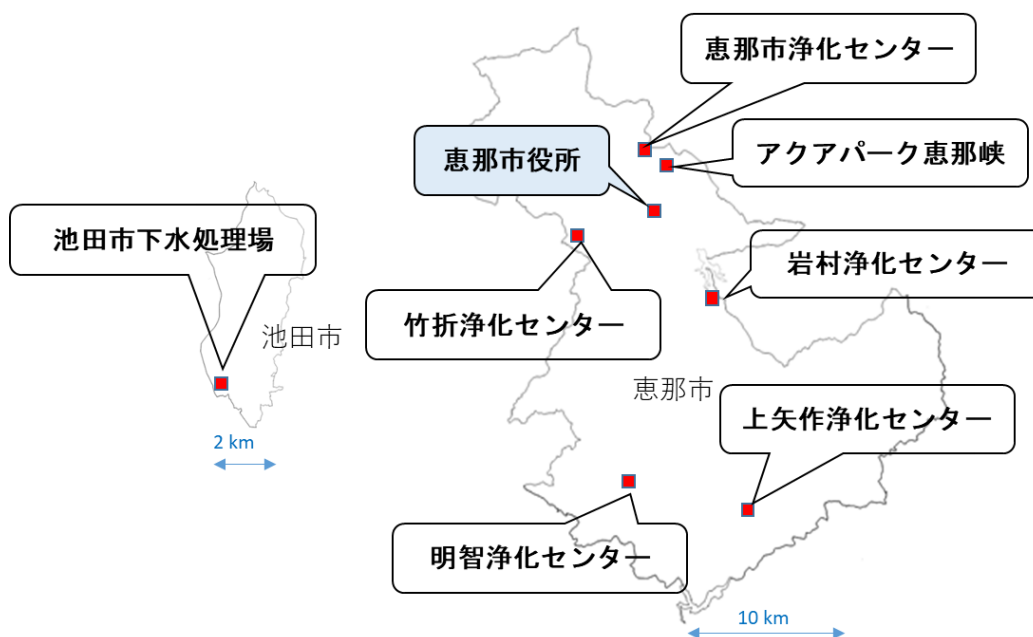 恵那市浄化センター
アクアパーク恵那峡
恵那市役所
池田市下水処理場
岩村浄化センター
竹折浄化センター
池田市
恵那市
上矢作浄化センター
2 km
明智浄化センター
10 km